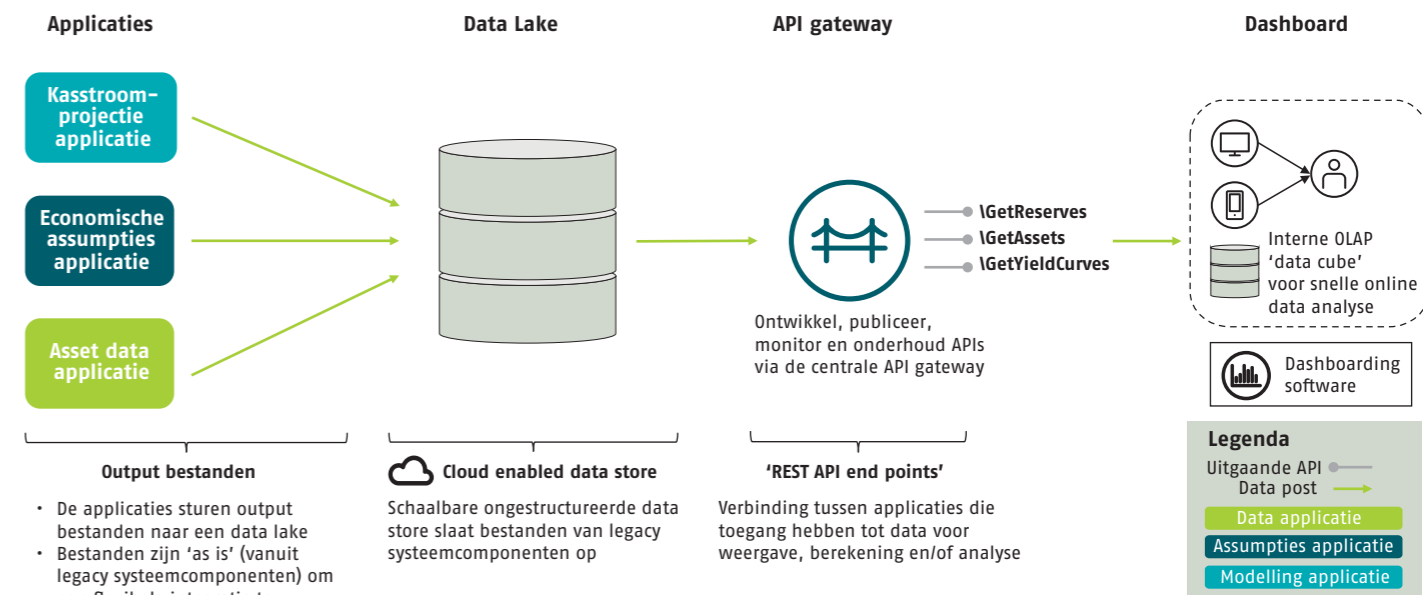 Applicaties
Data Lake
API gateway
Dashboard
Kasstroom-
projectie
applicatie
Economische
assumpties
applicatie
Asset data
applicatie
\GetReserves
\GetAssets
\GetYieldCurves
Ontwikkel, publiceer,
monitor en onderhoud APIs
via de centrale API gateway
Interne OLAP
‘data cube’
voor snelle online
data analyse
Dashboarding
software
Output bestanden
• De applicaties sturen output
bestanden naar een data lake
• Bestanden zijn ‘as is’ (vanuit
legacy systeemcomponenten) om
Cloud enabled data store
Schaalbare ongestructureerde data
store slaat bestanden van legacy
systeemcomponenten op
‘REST API end points’
Verbinding tussen applicaties die
toegang hebben tot data voor
weergave, berekening en/of analyse
Legenda
Uitgaande API
Data post
Data applicatie
Assumpties applicatie
Modelling applicatie